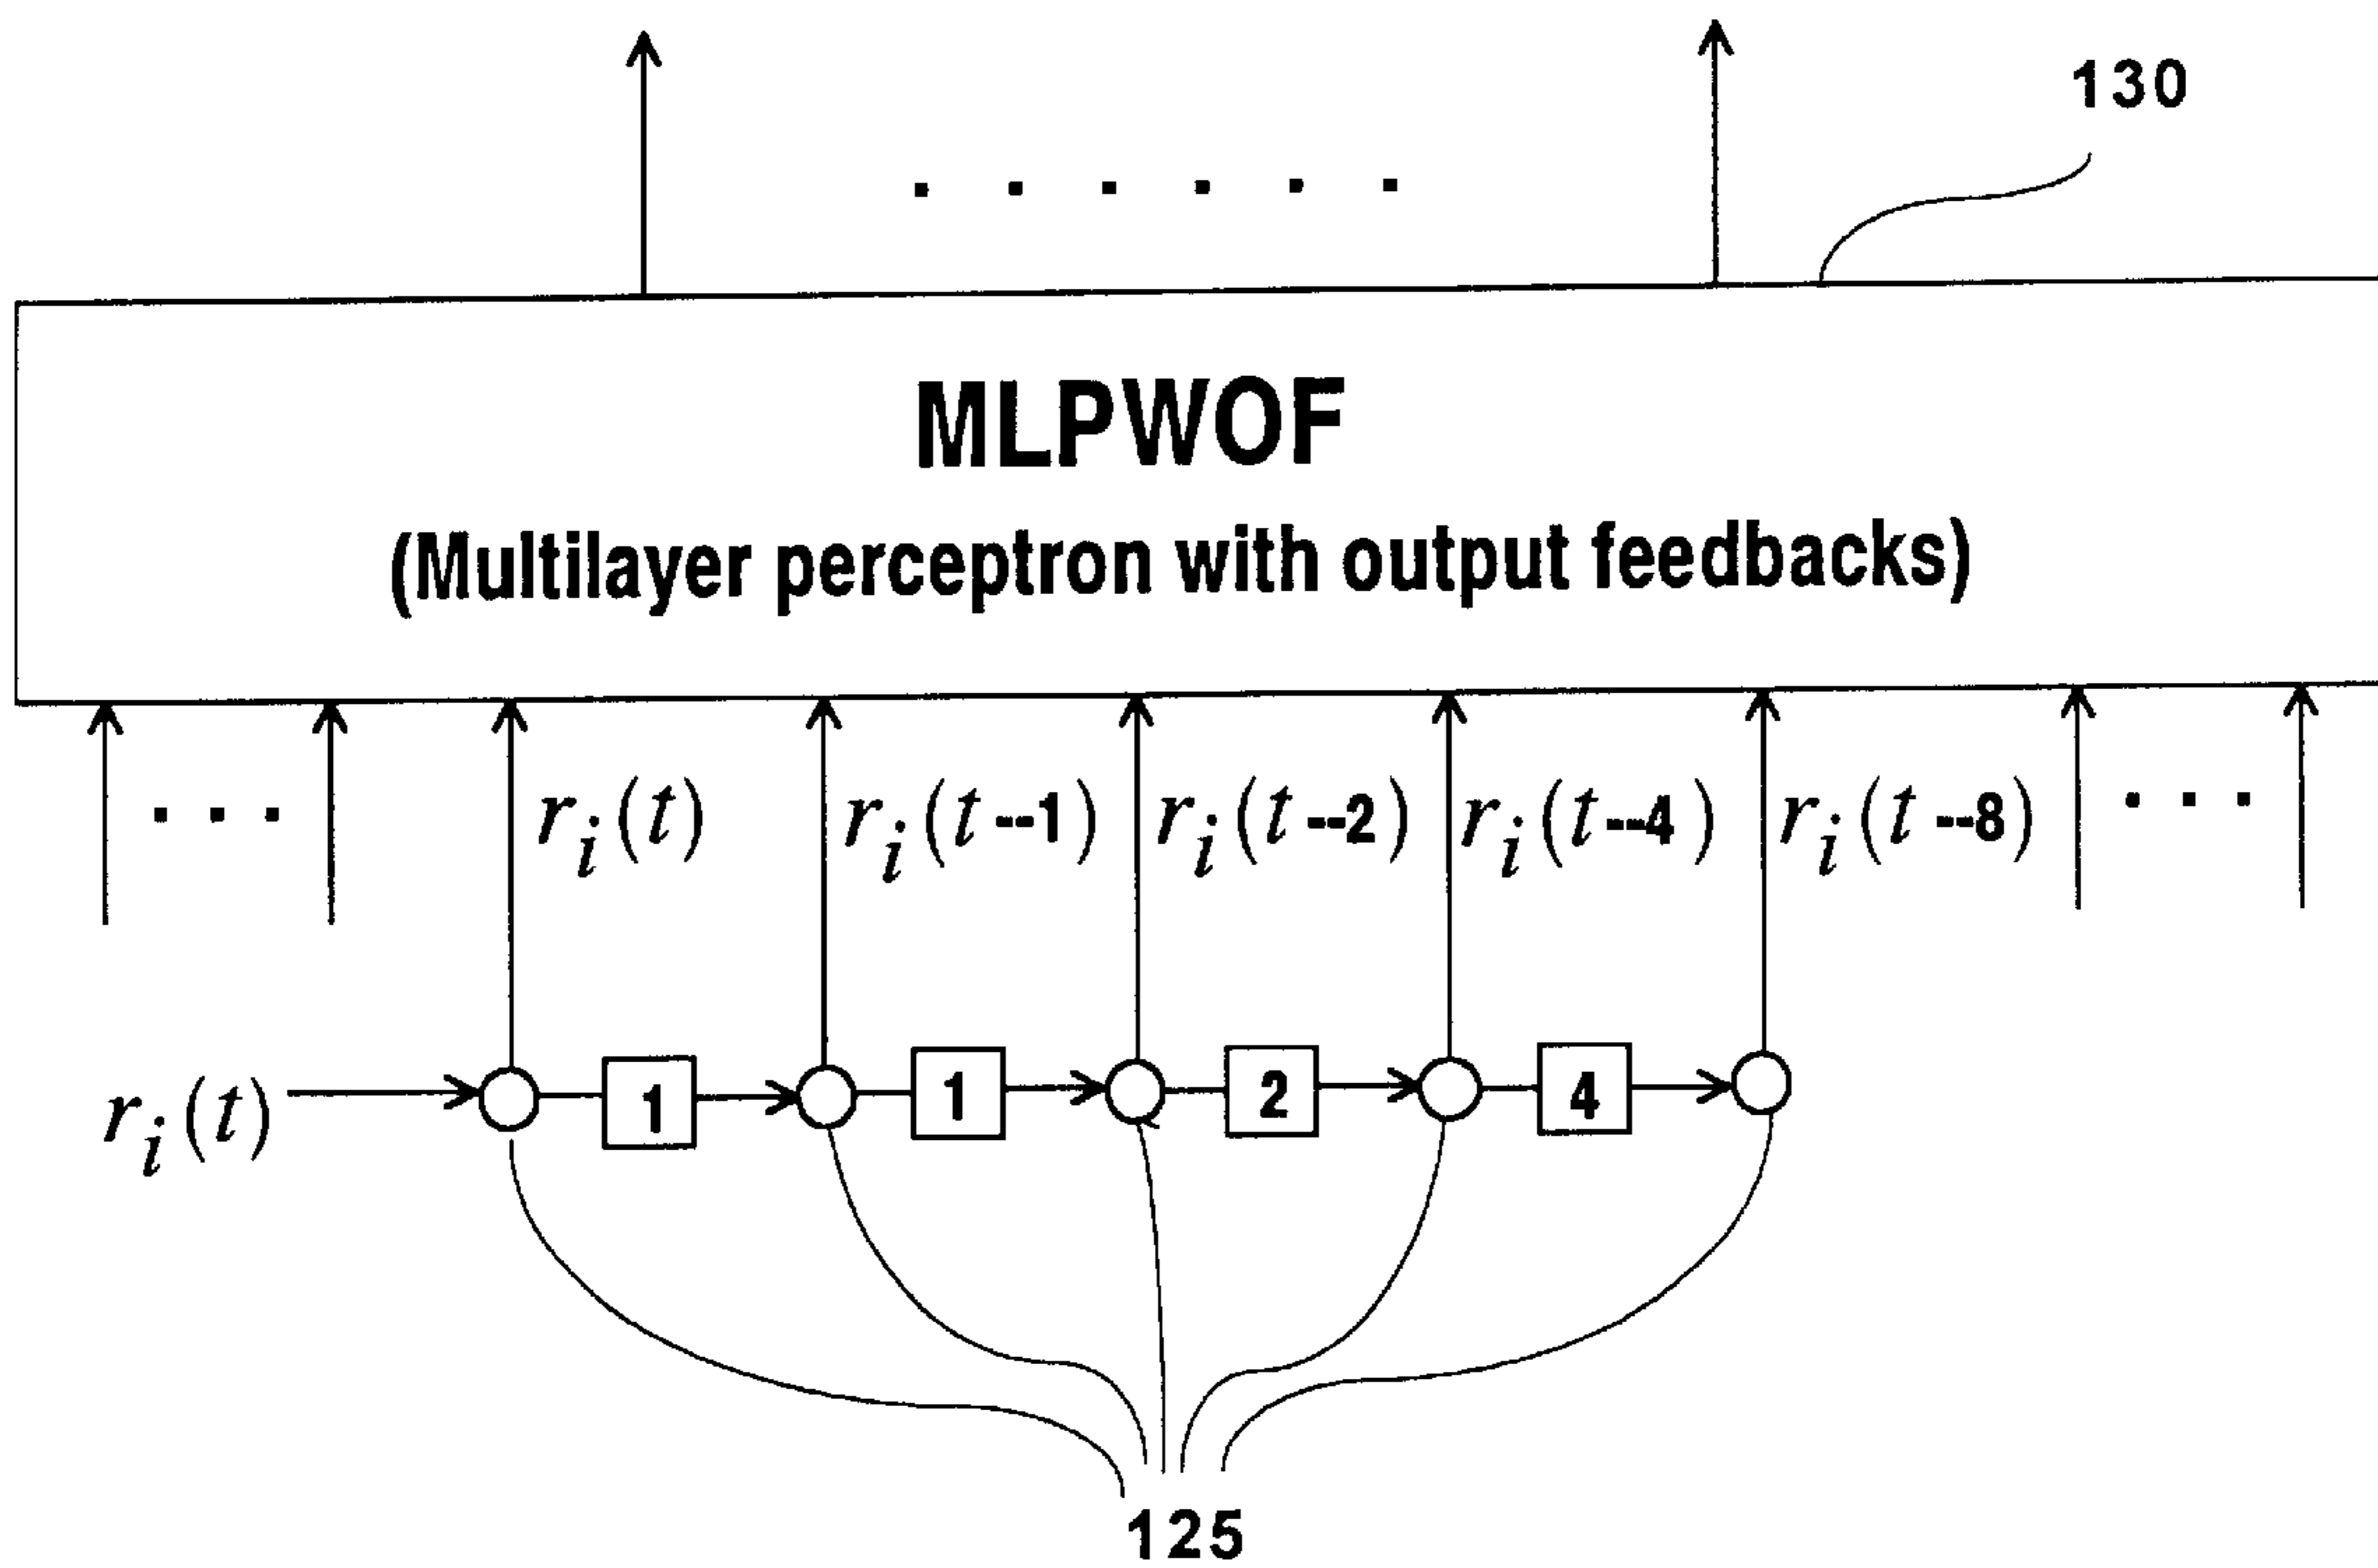 130
MLPWOF
(Multilayer perceptron with output feedbacks)
r_i(t) r_i(t--1) r_i(t--2) r_i(t--4) r_i(t--8)
r_i(t) 1 1 2 4
125